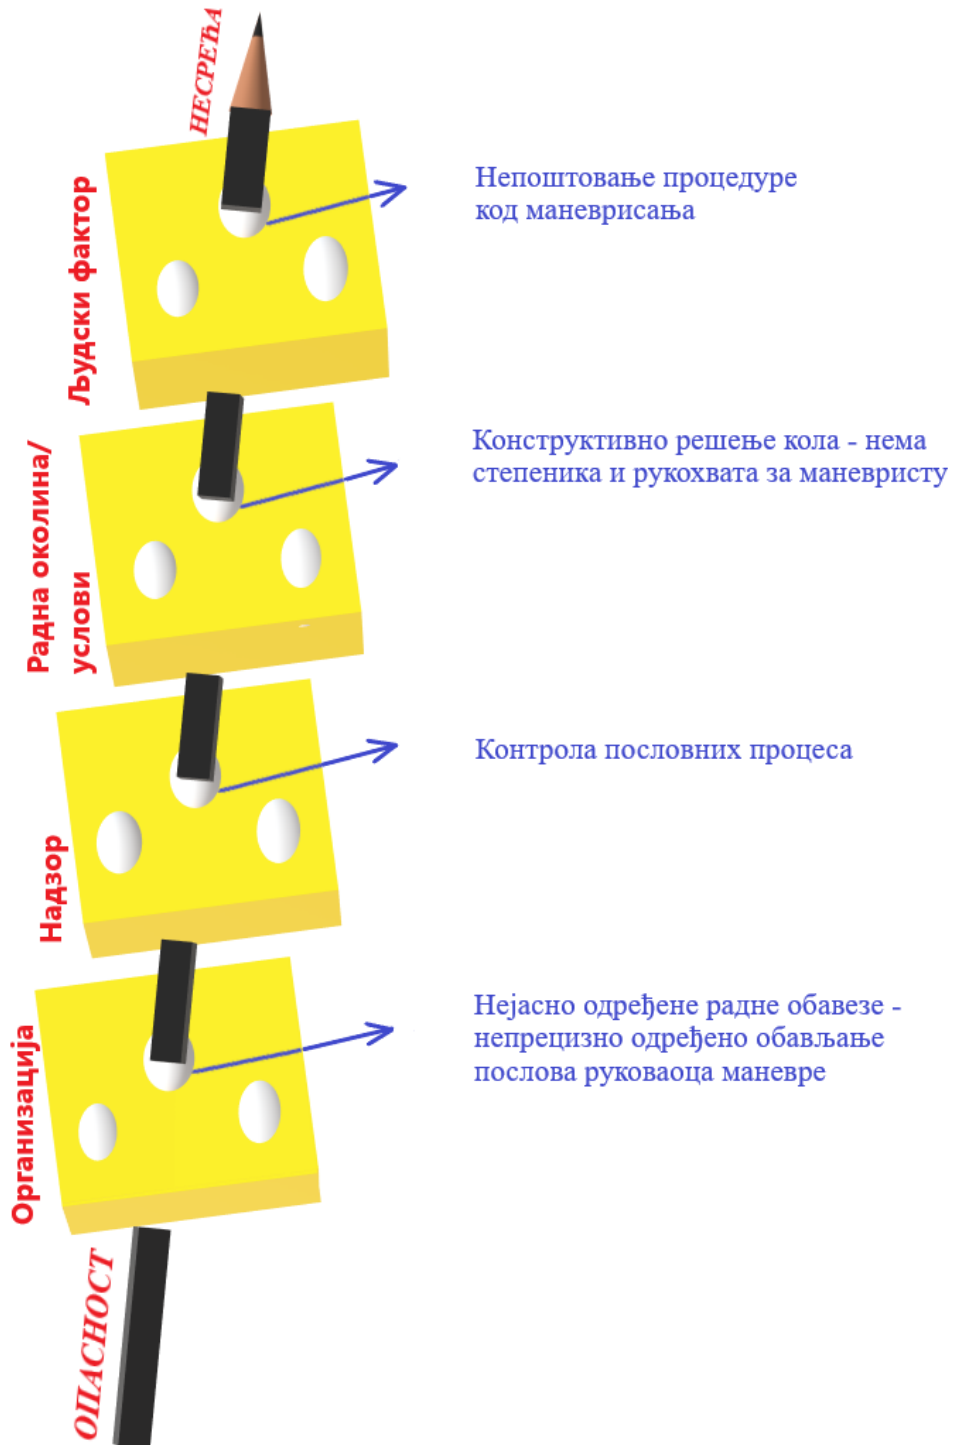 НЕСРЕЋА
Људски фактор
Непоштовање процедуре
код маневрисања
Радна околина/
услови
Конструктивно решење кола - нема
степеника и рукохвата за маневристу
Надзор
Контрола пословних процеса
Организација
Нејасно одређене радне обавезе -
непрецизно одређено обављање
послова руковаоца маневре
ОПАСНОСТ